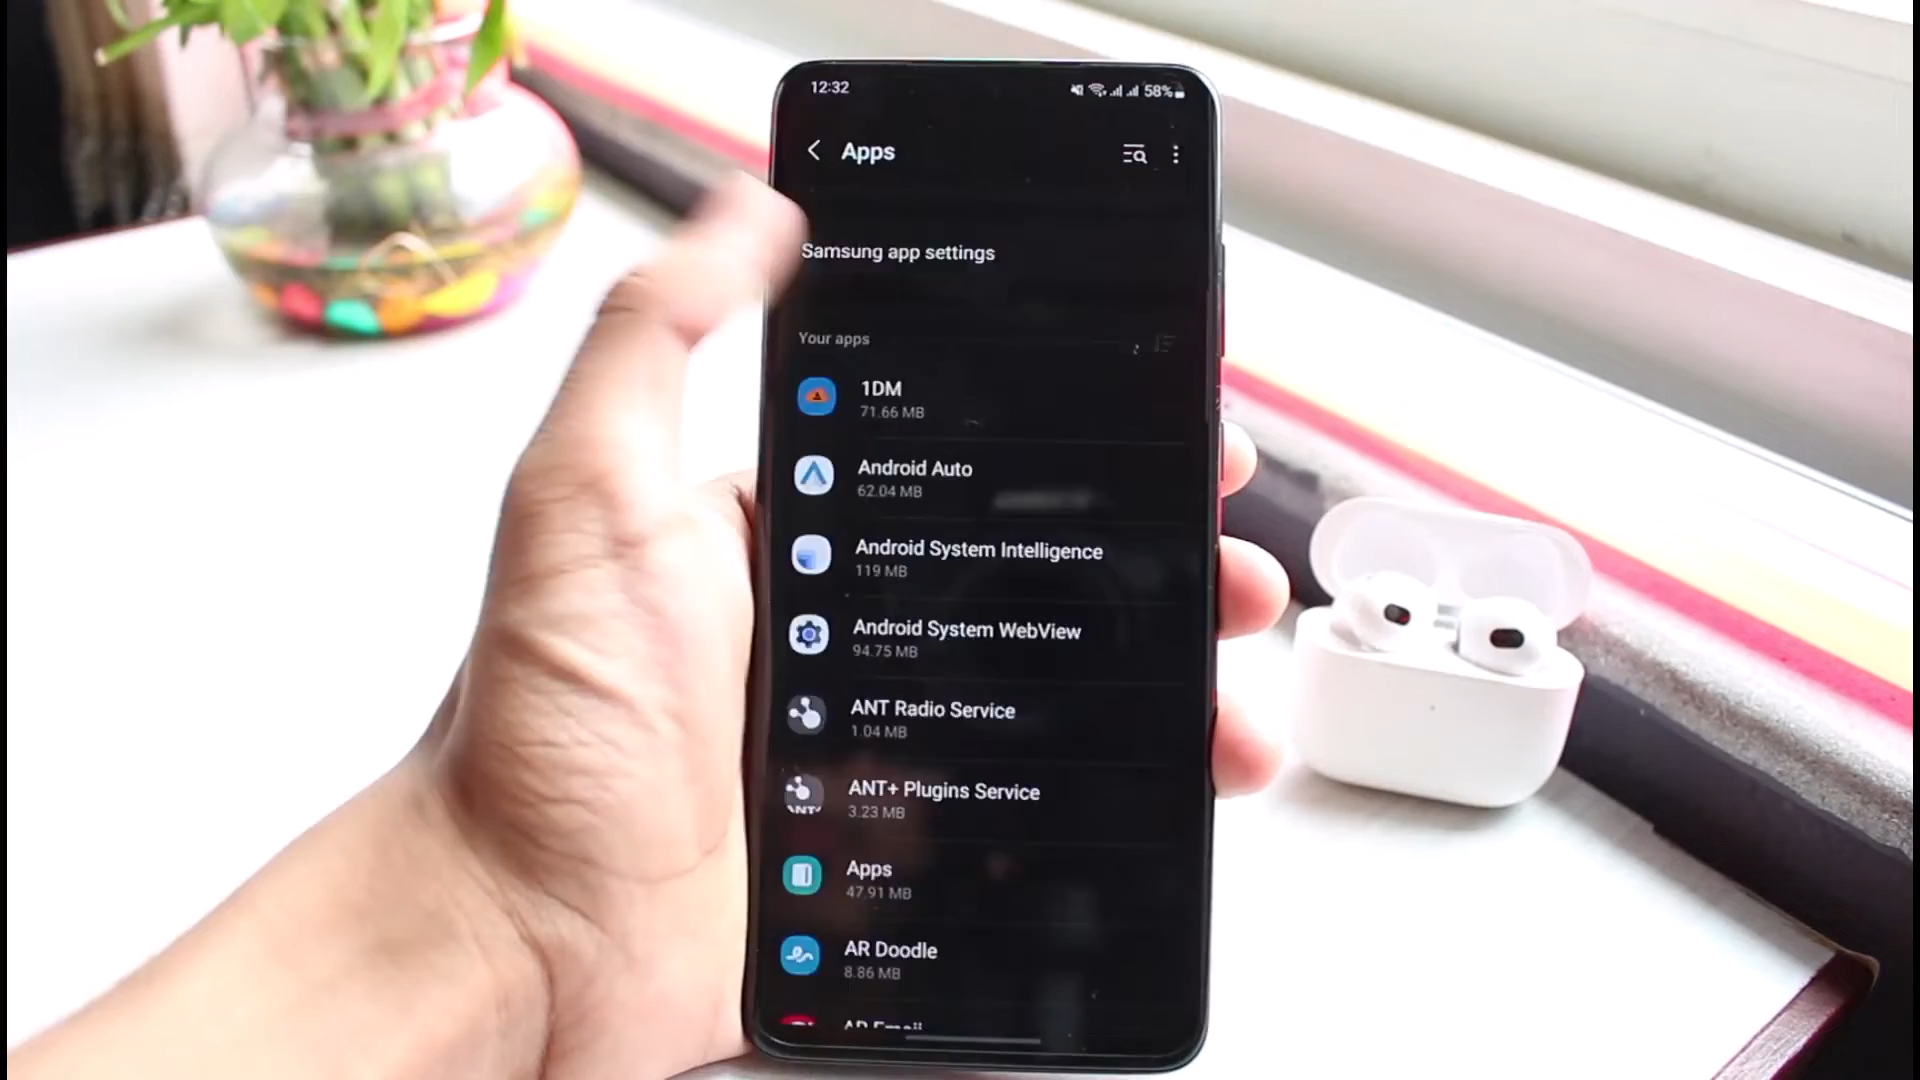 12:32
58%
Apps
Samsung app settings
Your apps
1DM
71.66 MB
Android Auto
62.04 MB
Android System Intelligence
119 MB
Android System WebView
94.75 MB
ANT Radio Service
1.04 MB
ANT+ Plugins Service
3.23 MB
ANT+
Apps
47.91 MB
AR Doodle
8.86 MB